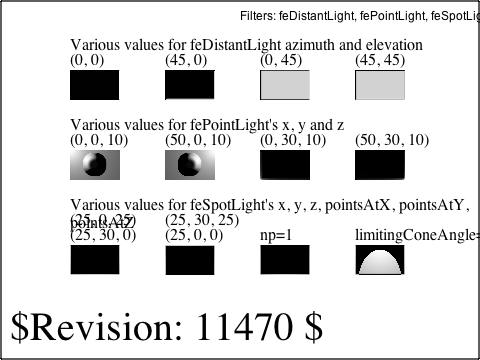 Filters: feDistantLight, fePointLight, feSpotLig
Various values for feDistantLight azimuth and elevation
(0, 0) (45, 0) (0, 45) (45, 45)
Various values for fePointLight's x, y and z
(0, 0, 10) (50, 0, 10) (0, 30, 10) (50, 30, 10)
Various values for feSpotLight's x, y, z, pointsAtX, pointsAtY,
pointsAtZ
(25, 0, 25) (25, 30, 25)
(25, 30, 0) (25, 0, 0) np=1 limitingConeAngle=
$Revision: 11470 $